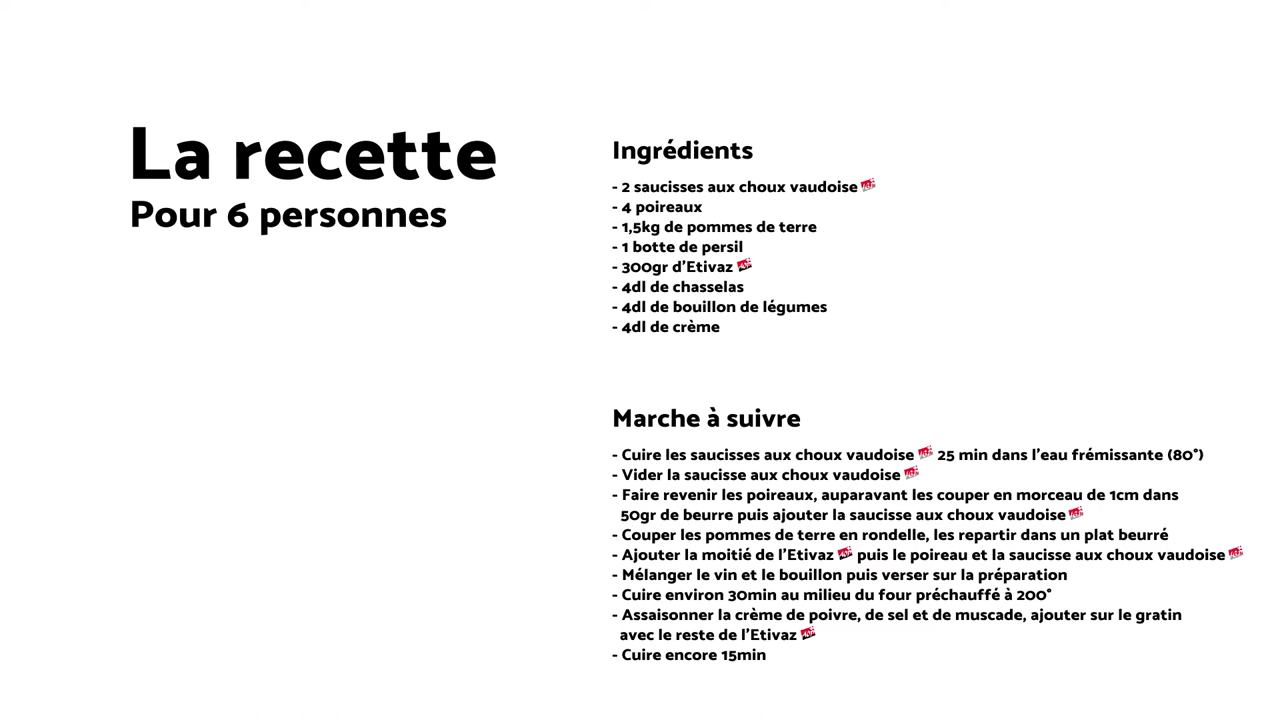 La recette
Pour 6 personnes
Ingrédients
- 2 saucisses aux choux vaudoise
- 4 poireaux
- 1,5kg de pommes de terre
- 1 botte de persil
- 300gr d'Etivaz
- 4dl de chasselas
- 4dl de bouillon de légumes
- 4dl de crème
Marche à suivre
- Cuire les saucisses aux choux vaudoise 25 min dans l'eau frémissante (80°)
- Vider la saucisse aux choux vaudoise
- Faire revenir les poireaux, auparavant les couper en morceau de 1cm dans
50gr de beurre puis ajouter la saucisse aux choux vaudoise
- Couper les pommes de terre en rondelle, les repartir dans un plat beurré
- Ajouter la moitié de l'Etivaz puis le poireau et la saucisse aux choux vaudoise
- Mélanger le vin et le bouillon puis verser sur la préparation
- Cuire environ 30min au milieu du four préchauffé à 200°
- Assaisonner la crème de poivre, de sel et de muscade, ajouter sur le gratin
avec le reste de l'Etivaz
- Cuire encore 15min